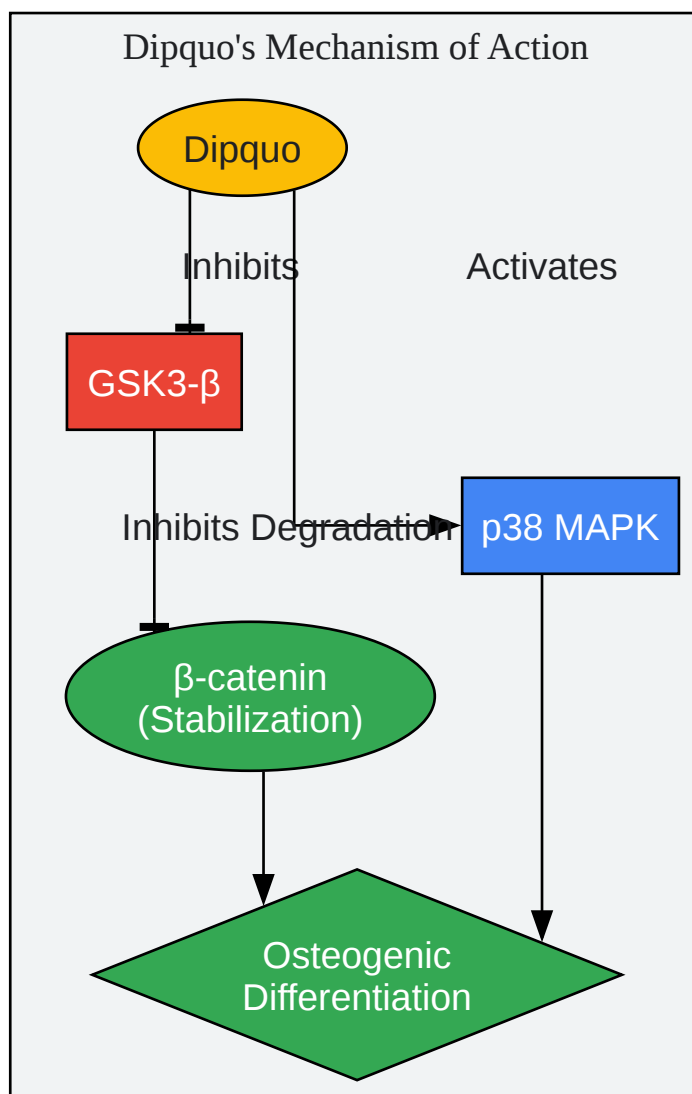 Dipquo's Mechanism of Action
Dipquo
Inhibits
Activates
GSK3-β
Inhibits Degradation
p38 MAPK
β-catenin
(Stabilization)
Osteogenic
Differentiation